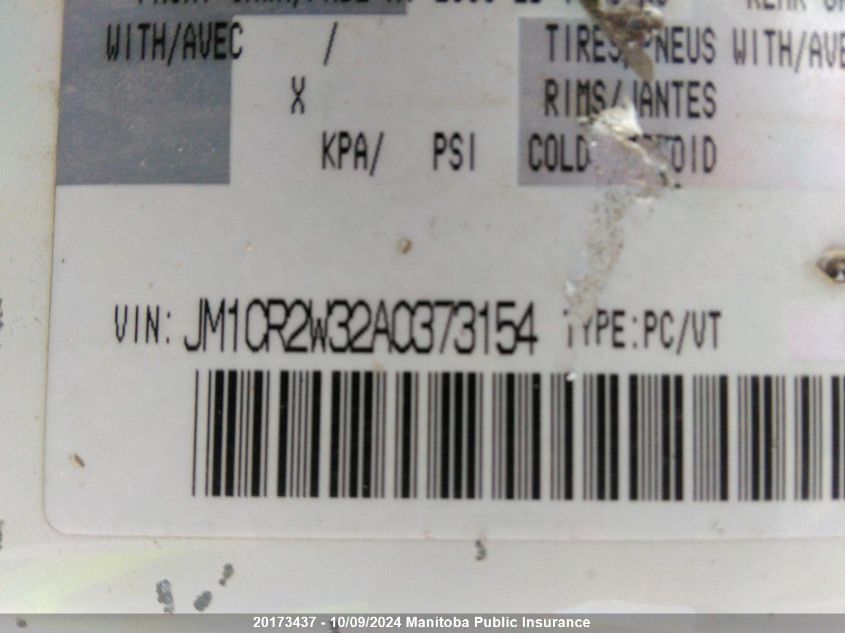 WITH/AVEC / TIRES/PNEUS WITH/AVE
X RIMS/JANTES
KPA/ PSI COLD
VIN: JM1CR2W32A0373154 TYPE:PC/VT
20173437 - 10/09/2024 Manitoba Public Insurance